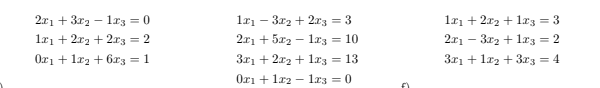 2x₁ + 3x₂ − 1x₃ = 0
1x₁ + 2x₂ + 2x₃ = 2
0x₁ + 1x₂ + 6x₃ = 1
1x₁ − 3x₂ + 2x₃ = 3
2x₁ + 5x₂ − 1x₃ = 10
3x₁ + 2x₂ + 1x₃ = 13
0x₁ + 1x₂ − 1x₃ = 0
1x₁ + 2x₂ + 1x₃ = 3
2x₁ − 3x₂ + 1x₃ = 2
3x₁ + 1x₂ + 3x₃ = 4